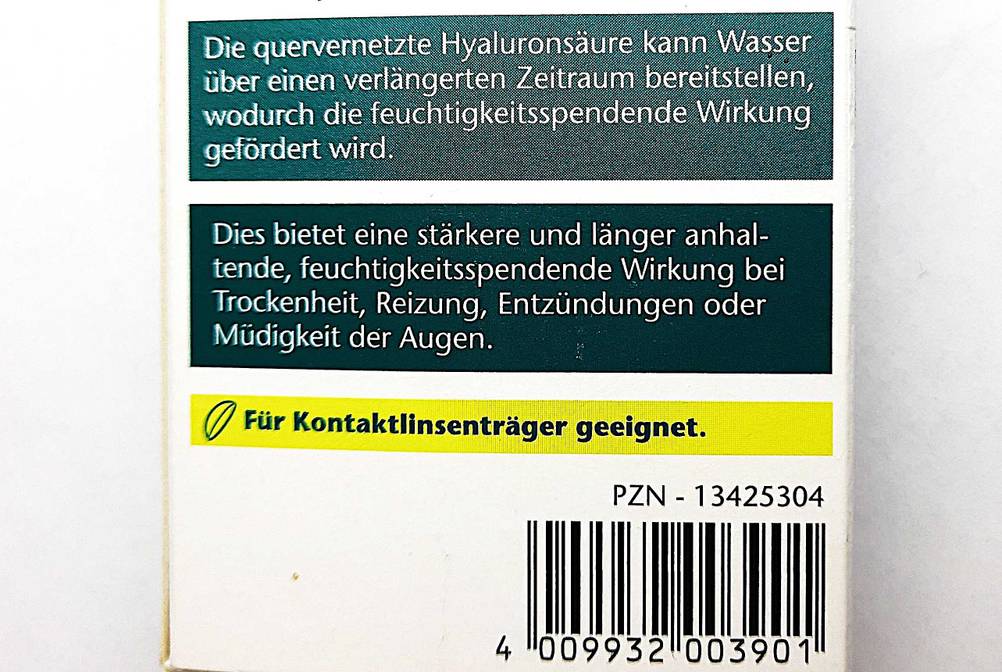 Die quervernetzte Hyaluronsäure kann Wasser
über einen verlängerten Zeitraum bereitstellen,
wodurch die feuchtigkeitsspendende Wirkung
gefördert wird.
Dies bietet eine stärkere und länger anhal-
tende, feuchtigkeitsspendende Wirkung bei
Trockenheit, Reizung, Entzündungen oder
Müdigkeit der Augen.
Für Kontaktlinsenträger geeignet.
PZN - 13425304
4 009932 003901